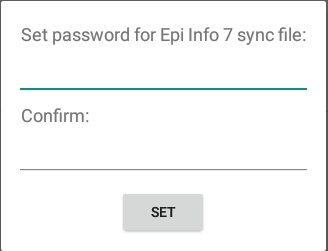 Set password for Epi Info 7 sync file:
Confirm:
SET